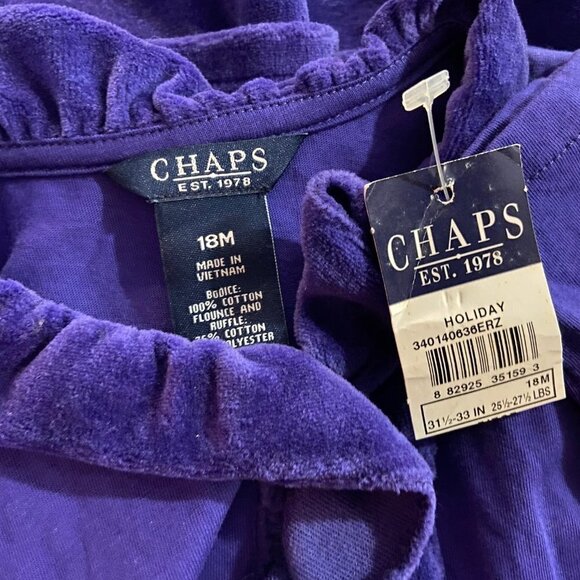 CHAPS
EST. 1978
18M
MADE IN
VIETNAM
BODICE:
100% COTTON
FLOUNCE AND
RUFFLE:
COTTON
CHAPS
EST. 1978
HOLIDAY
340140636ERZ
8 82925 35159 3
18M
31½-33 IN 25½-27½ LBS